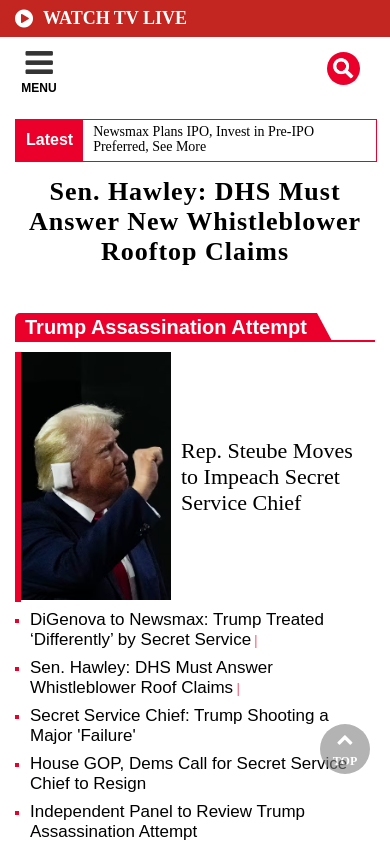 WATCH TV LIVE
MENU
Latest
Newsmax Plans IPO, Invest in Pre-IPO
Preferred, See More
Sen. Hawley: DHS Must
Answer New Whistleblower
Rooftop Claims
Trump Assassination Attempt
Rep. Steube Moves
to Impeach Secret
Service Chief
DiGenova to Newsmax: Trump Treated
‘Differently’ by Secret Service |
Sen. Hawley: DHS Must Answer
Whistleblower Roof Claims |
Secret Service Chief: Trump Shooting a
Major 'Failure'
House GOP, Dems Call for Secret Service
Chief to Resign
TOP
Independent Panel to Review Trump
Assassination Attempt